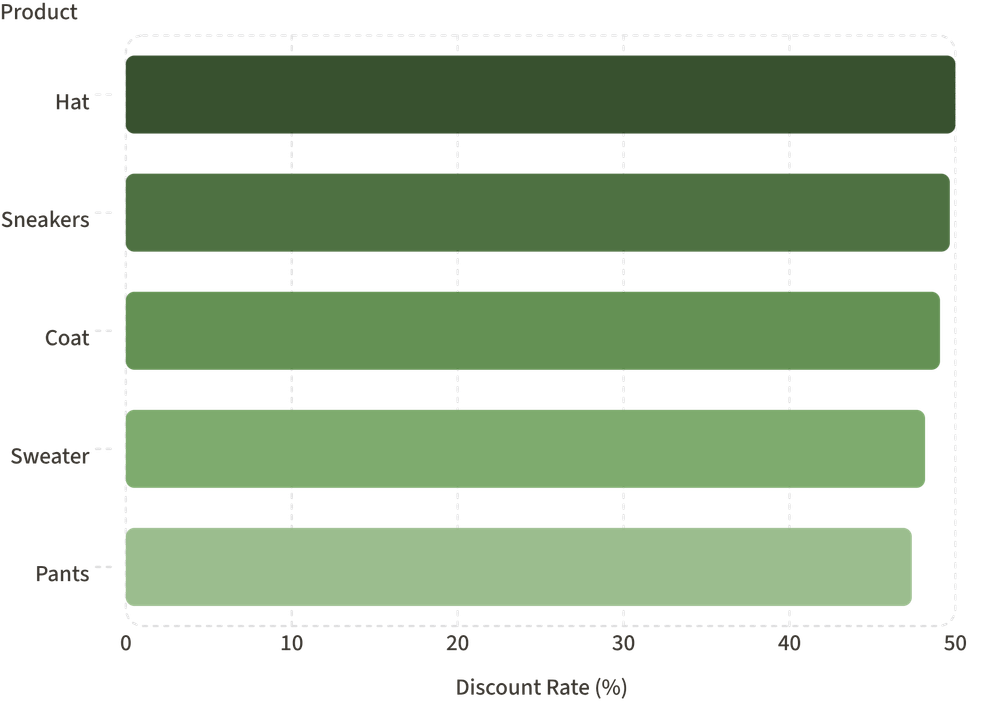 Product
Hat
Sneakers
Coat
Sweater
Pants
0 10 20 30 40 50
Discount Rate (%)